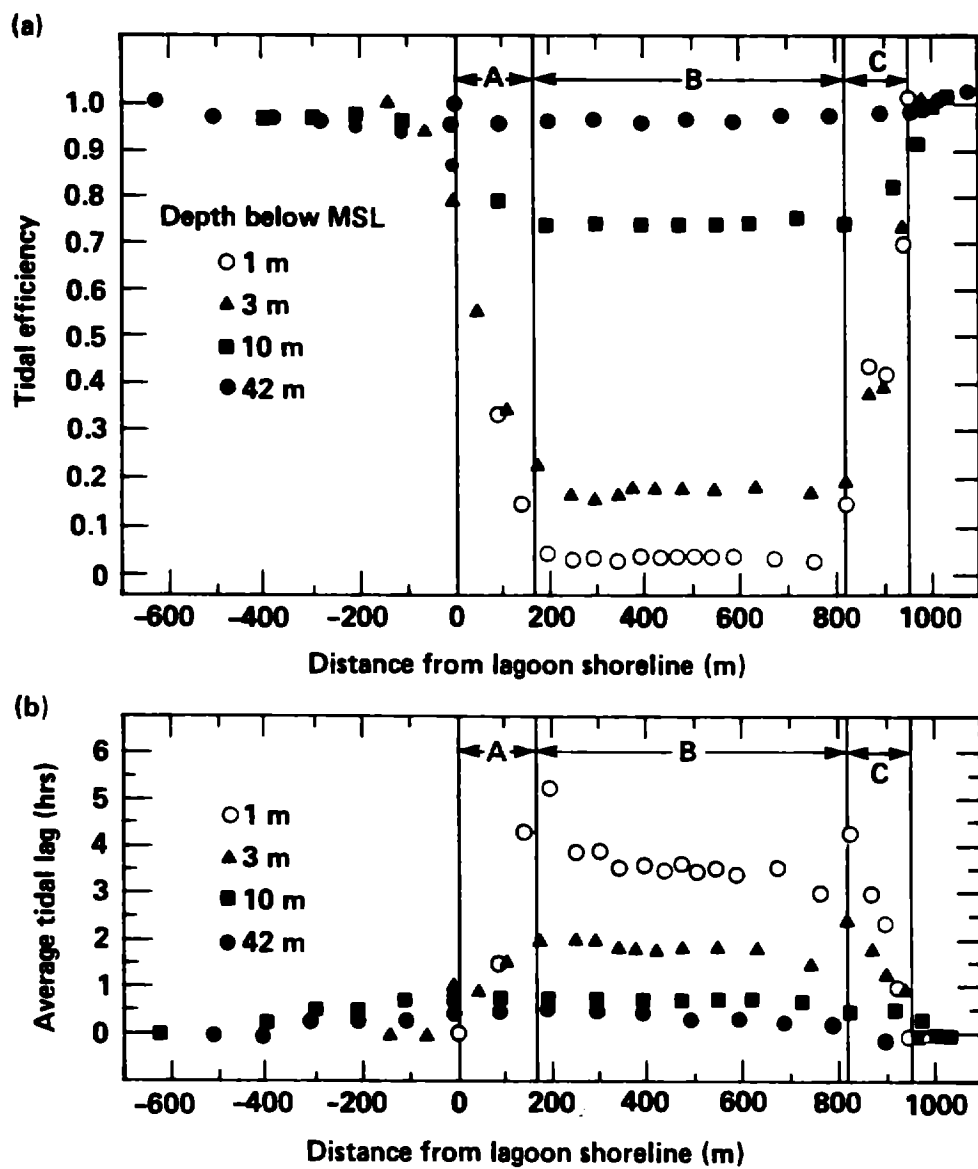 (a)
A B C
1.0
0.9
0.8
0.7
0.6
0.5
0.4
0.3
0.2
0.1
0
Tidal efficiency
Depth below MSL
1 m
3 m
10 m
42 m
-600 -400 -200 0 200 400 600 800 1000
Distance from lagoon shoreline (m)
(b)
A B C
6
5
4
3
2
1
0
Average tidal lag (hrs)
1 m
3 m
10 m
42 m
-600 -400 -200 0 200 400 600 800 1000
Distance from lagoon shoreline (m)